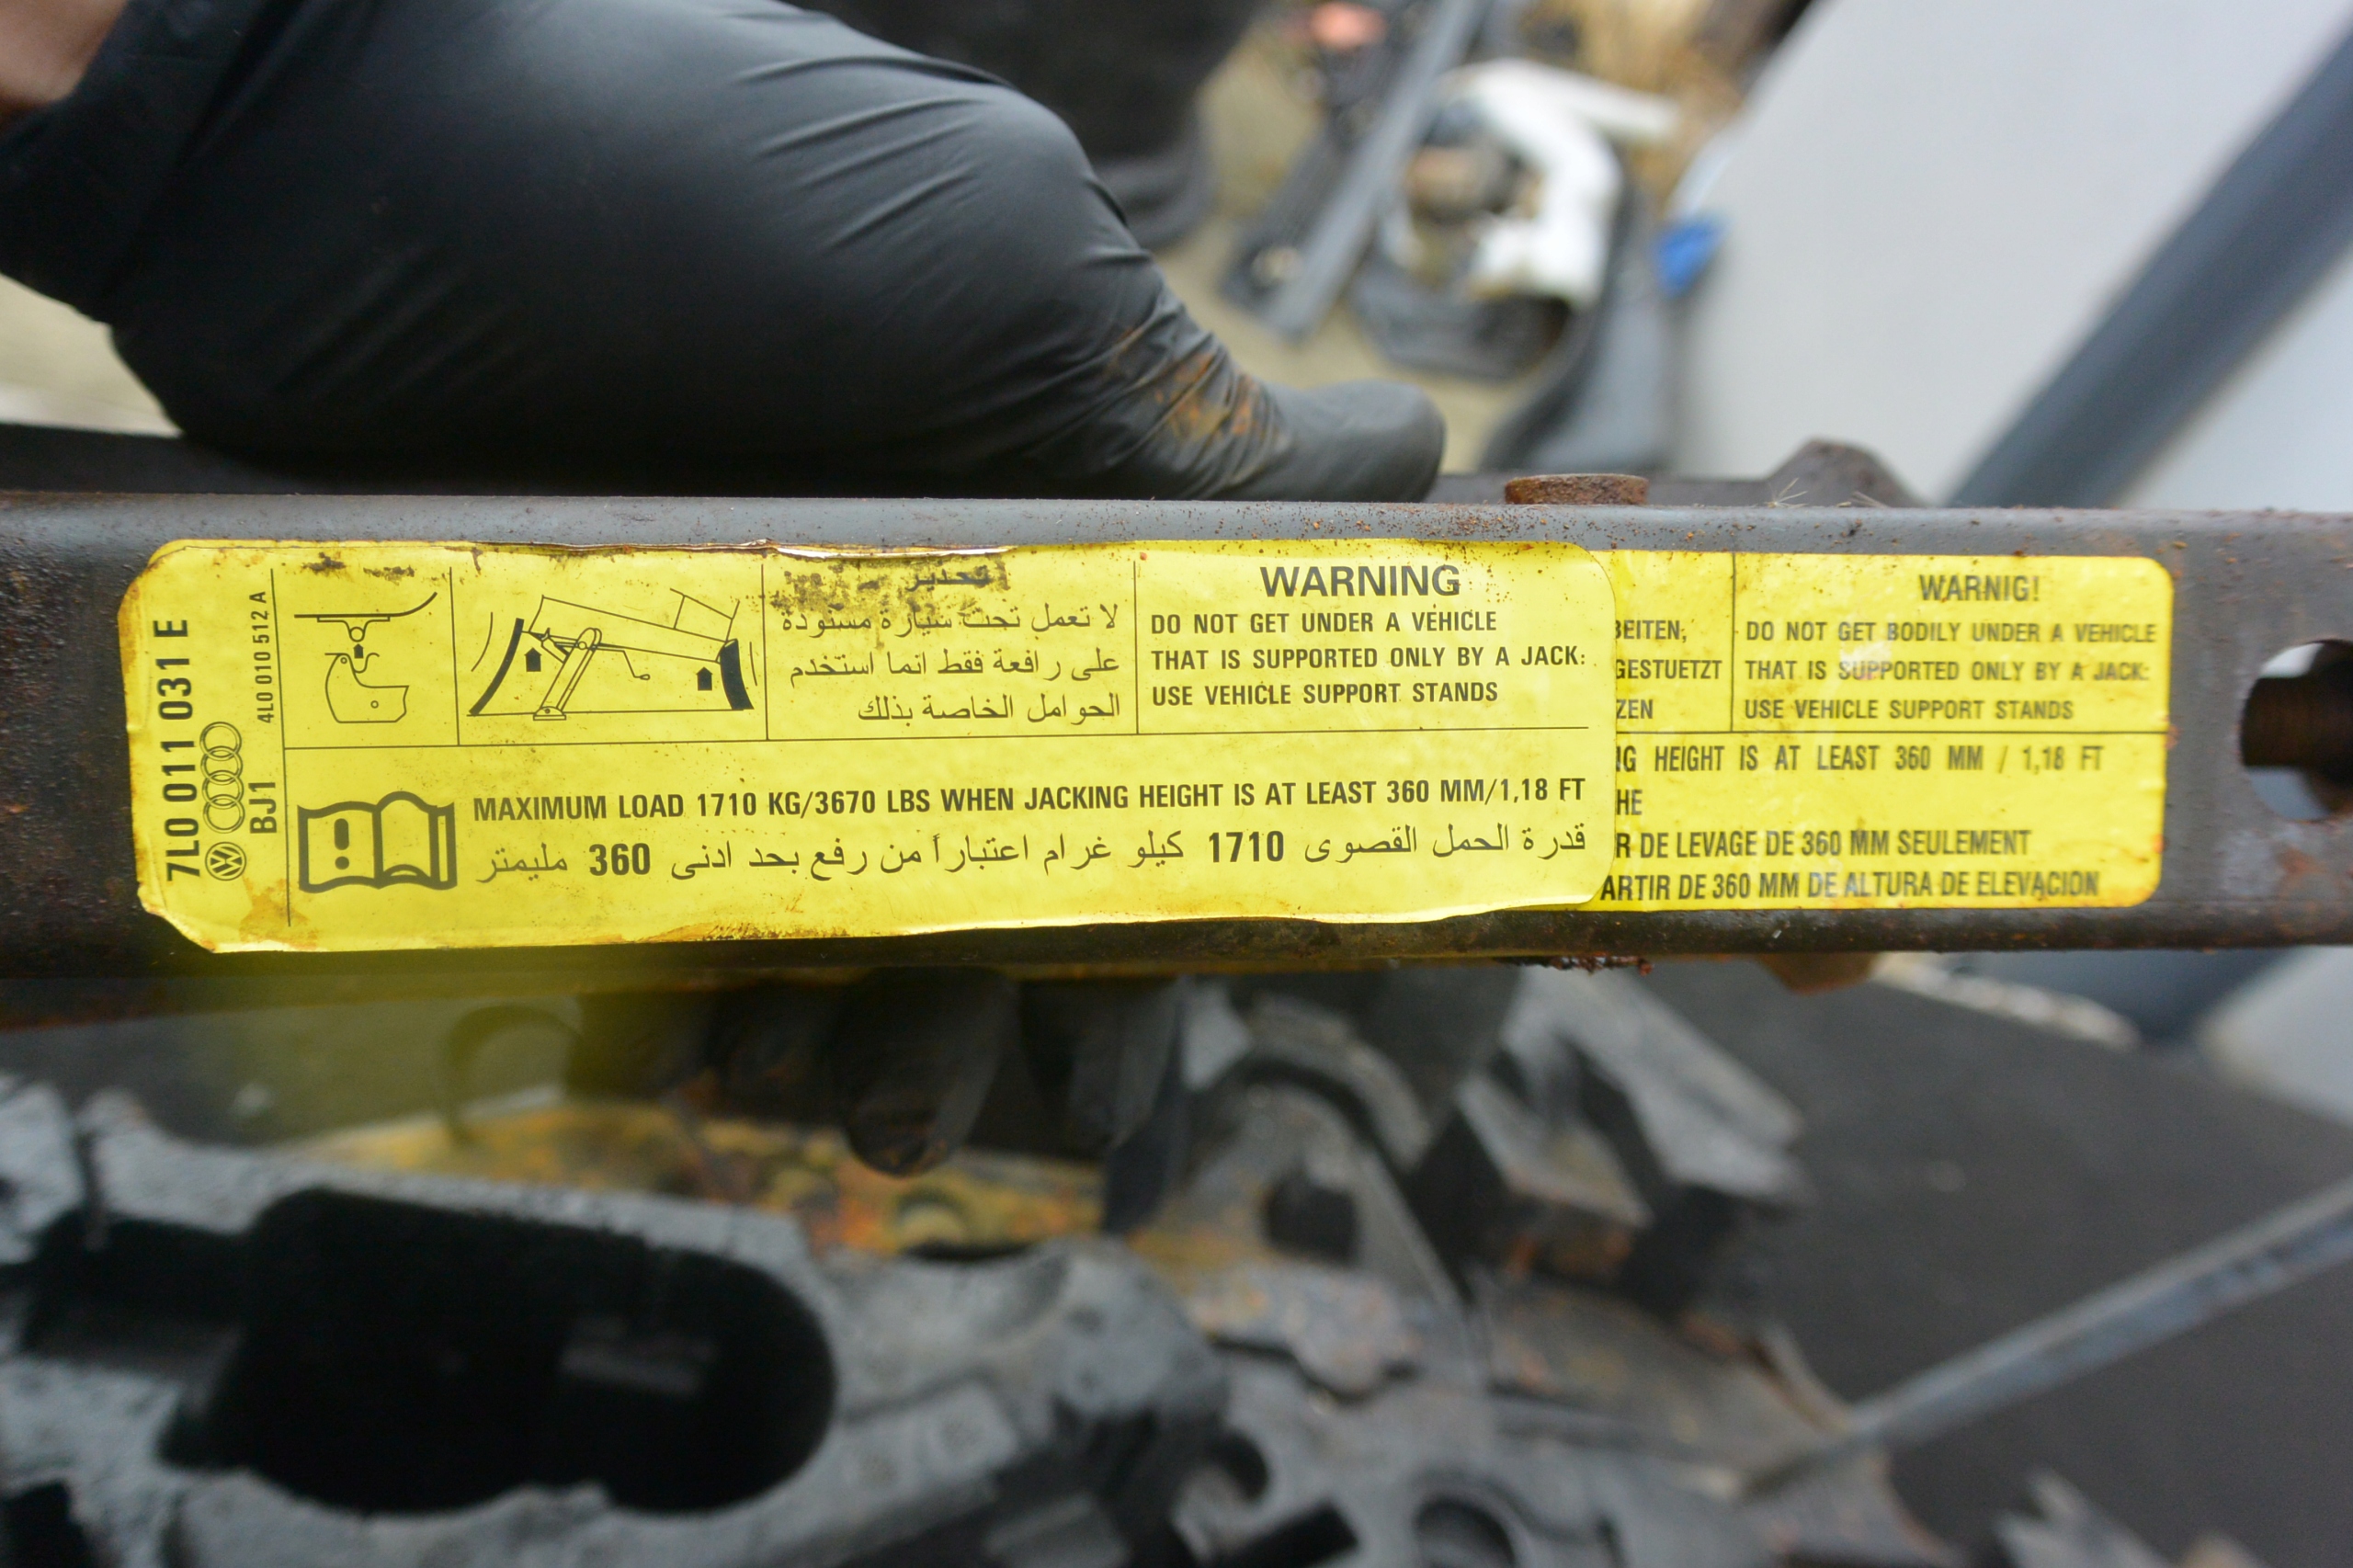 7L0 011 031 E
BJ1
4L0 010 512 A
تحذير
لا تعمل تحت سيارة مسنودة
على رافعة فقط انما استخدم
الحوامل الخاصة بذلك
WARNING
DO NOT GET UNDER A VEHICLE
THAT IS SUPPORTED ONLY BY A JACK:
USE VEHICLE SUPPORT STANDS
MAXIMUM LOAD 1710 KG/3670 LBS WHEN JACKING HEIGHT IS AT LEAST 360 MM/1,18 FT
قدرة الحمل القصوى 1710 كيلو غرام اعتباراً من رفع بحد ادنى 360 مليمتر
BEITEN,
GESTUETZT
ZEN
WARNIG!
DO NOT GET BODILY UNDER A VEHICLE
THAT IS SUPPORTED ONLY BY A JACK:
USE VEHICLE SUPPORT STANDS
NG HEIGHT IS AT LEAST 360 MM / 1,18 FT
HE
R DE LEVAGE DE 360 MM SEULEMENT
ARTIR DE 360 MM DE ALTURA DE ELEVACION